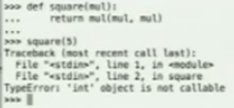 >>> def square(mul):
...     return mul(mul, mul)
...
>>> square(5)
Traceback (most recent call last):
  File "<stdin>", line 1, in <module>
  File "<stdin>", line 2, in square
TypeError: 'int' object is not callable
>>>